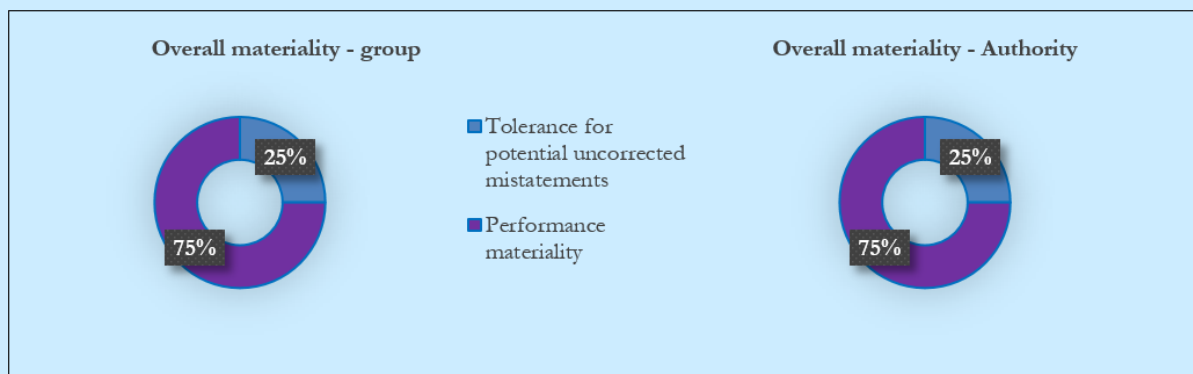 Overall materiality - group
Overall materiality - Authority
25%
75%
Tolerance for
potential uncorrected
mistatements
Performance
materiality
25%
75%